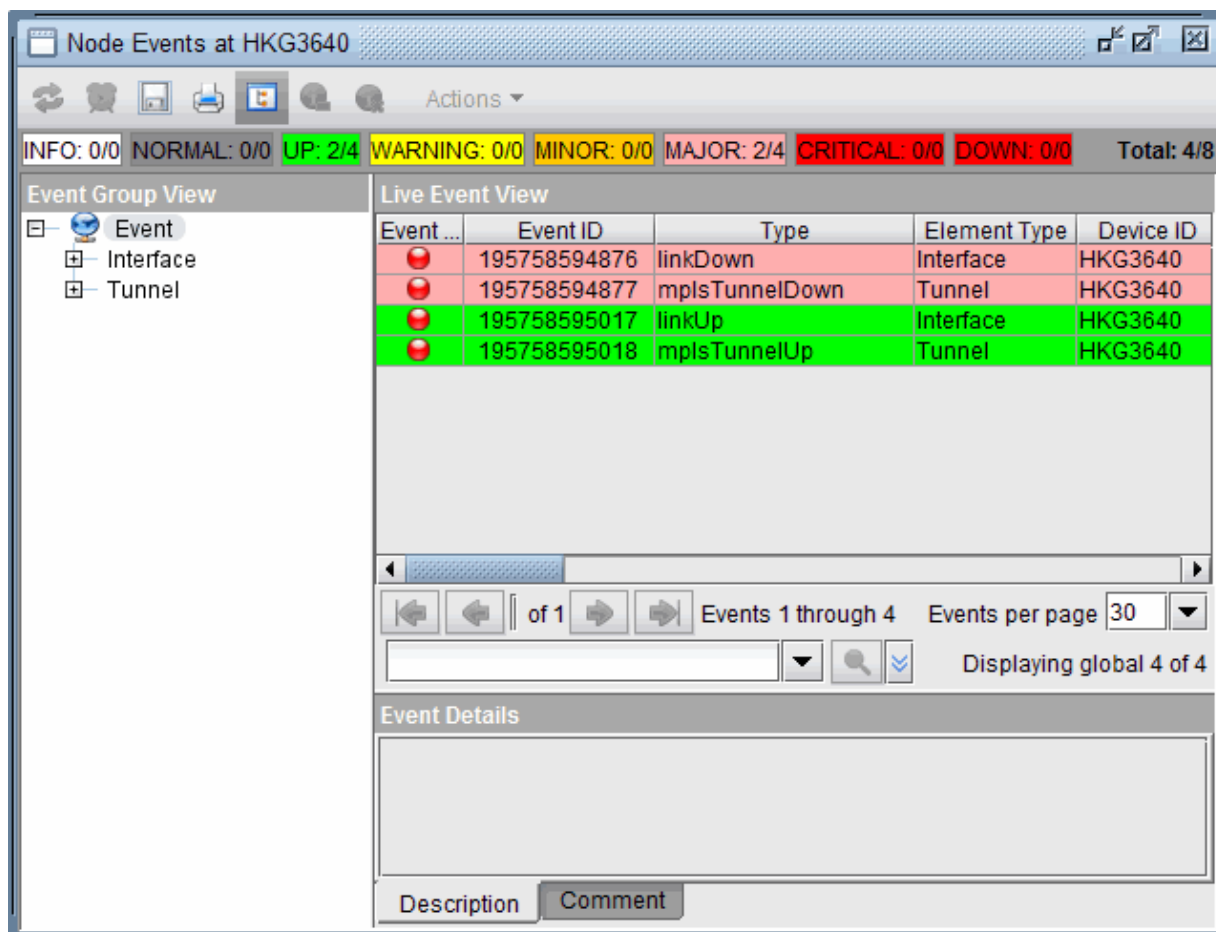 Node Events at HKG3640
Actions
INFO: 0/0 NORMAL: 0/0 UP: 2/4 WARNING: 0/0 MINOR: 0/0 MAJOR: 2/4 CRITICAL: 0/0 DOWN: 0/0 Total: 4/8
Event Group View
Event
Interface
Tunnel
Live Event View
Event ... Event ID Type Element Type Device ID
195758594876 linkDown Interface HKG3640
195758594877 mplsTunnelDown Tunnel HKG3640
195758595017 linkUp Interface HKG3640
195758595018 mplsTunnelUp Tunnel HKG3640
of 1 Events 1 through 4 Events per page 30
Displaying global 4 of 4
Event Details
Description Comment